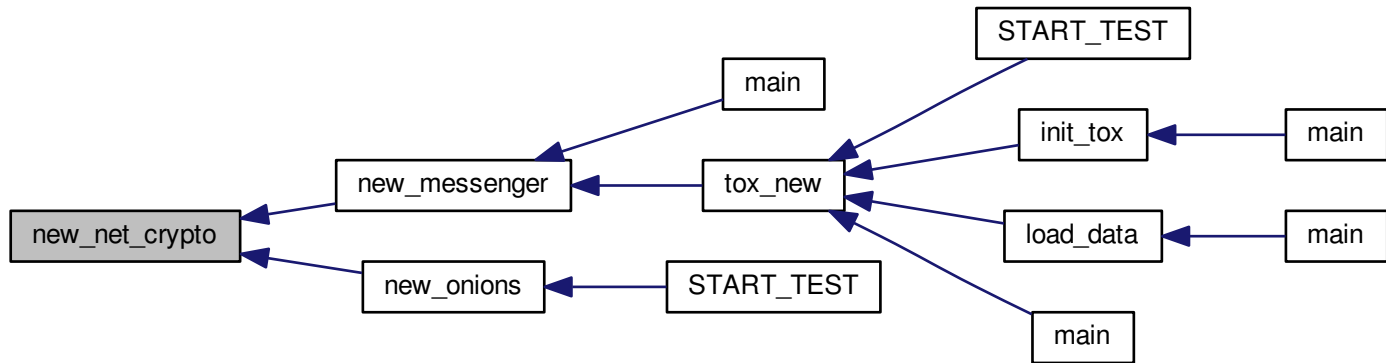 START_TEST
main
init_tox
main
new_messenger
tox_new
new_net_crypto
load_data
main
new_onions
START_TEST
main